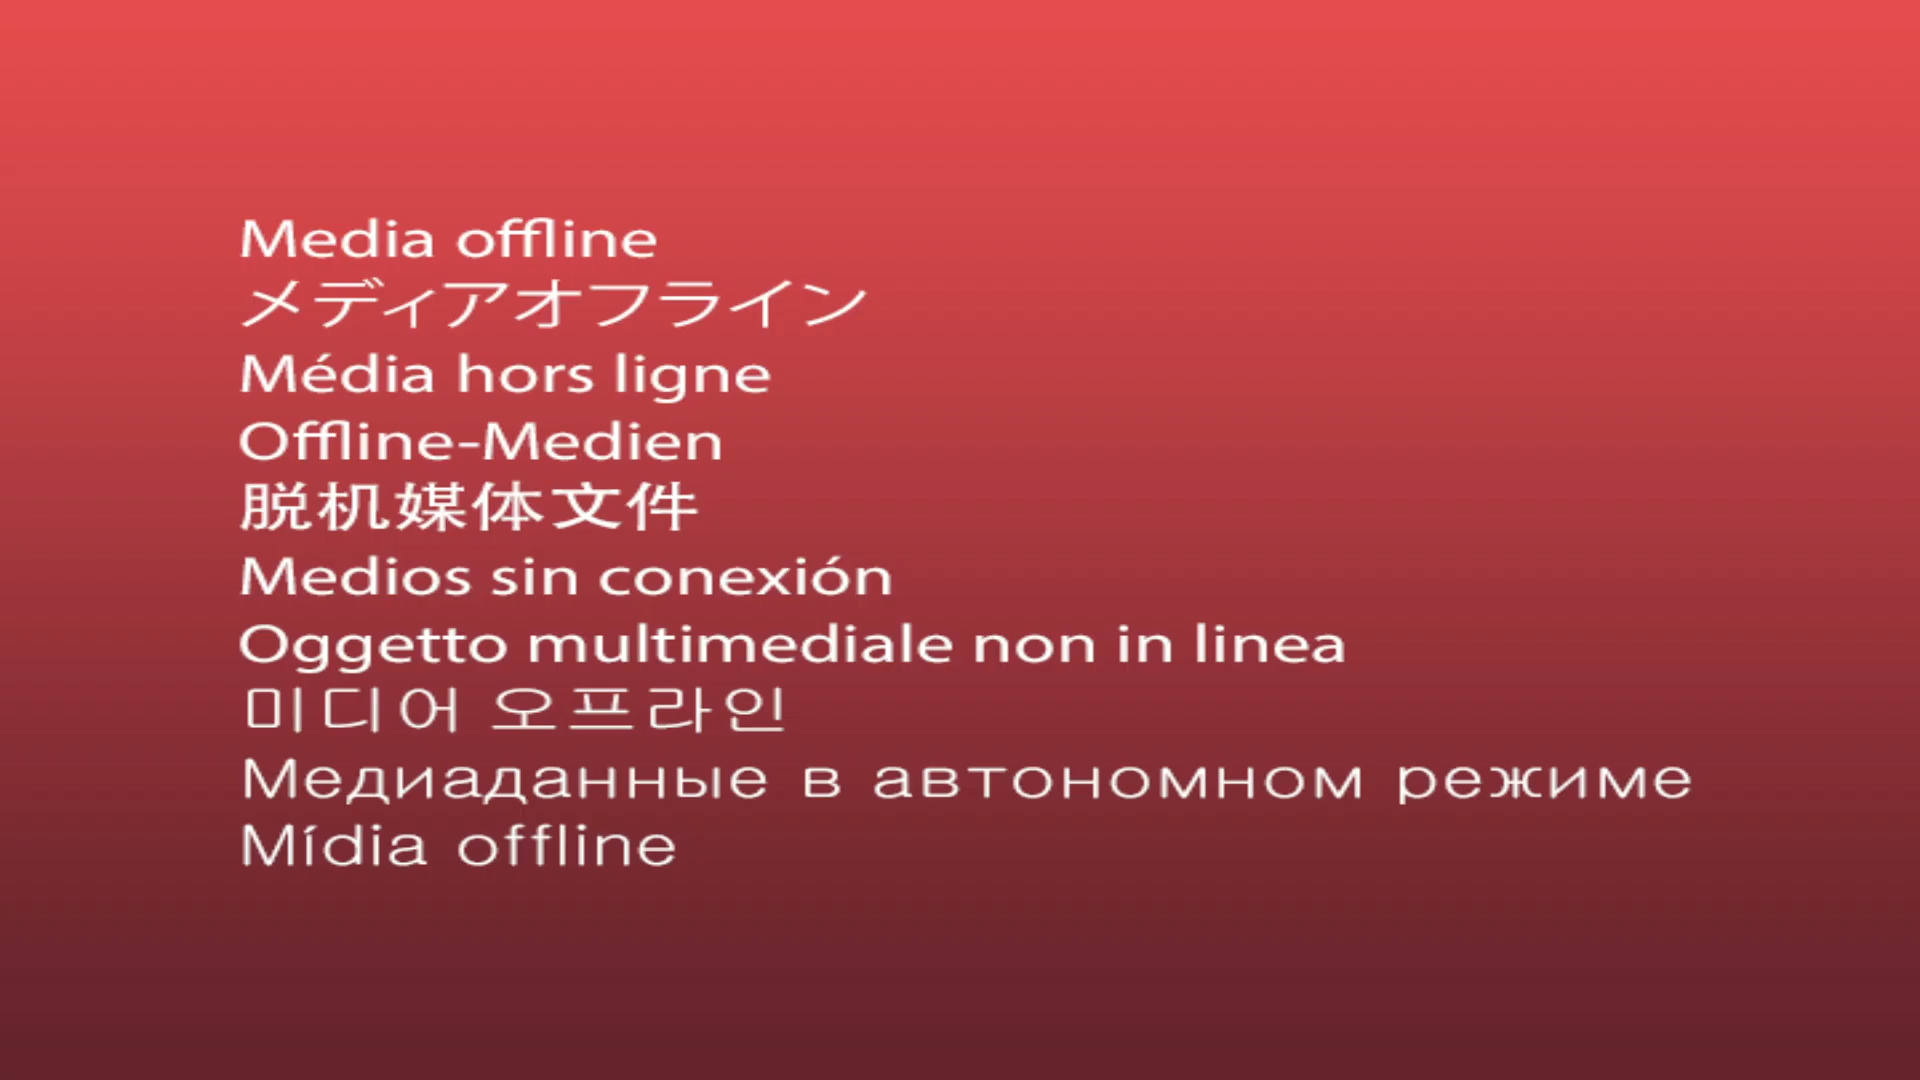 Media offline
メディアオフライン
Média hors ligne
Offline-Medien
脱机媒体文件
Medios sin conexión
Oggetto multimediale non in linea
미디어 오프라인
Медиаданные в автономном режиме
Mídia offline